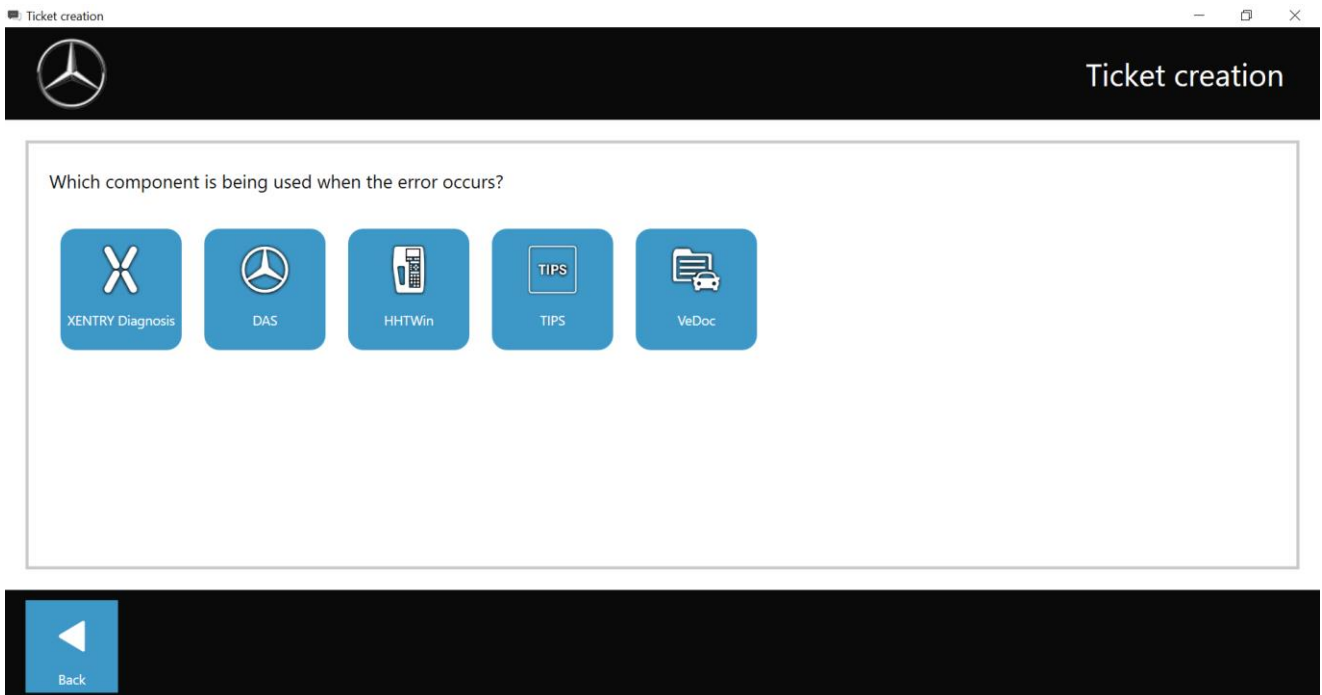 Ticket creation
Ticket creation
Which component is being used when the error occurs?
XENTRY Diagnosis
DAS
HHTWin
TIPS
TIPS
VeDoc
Back